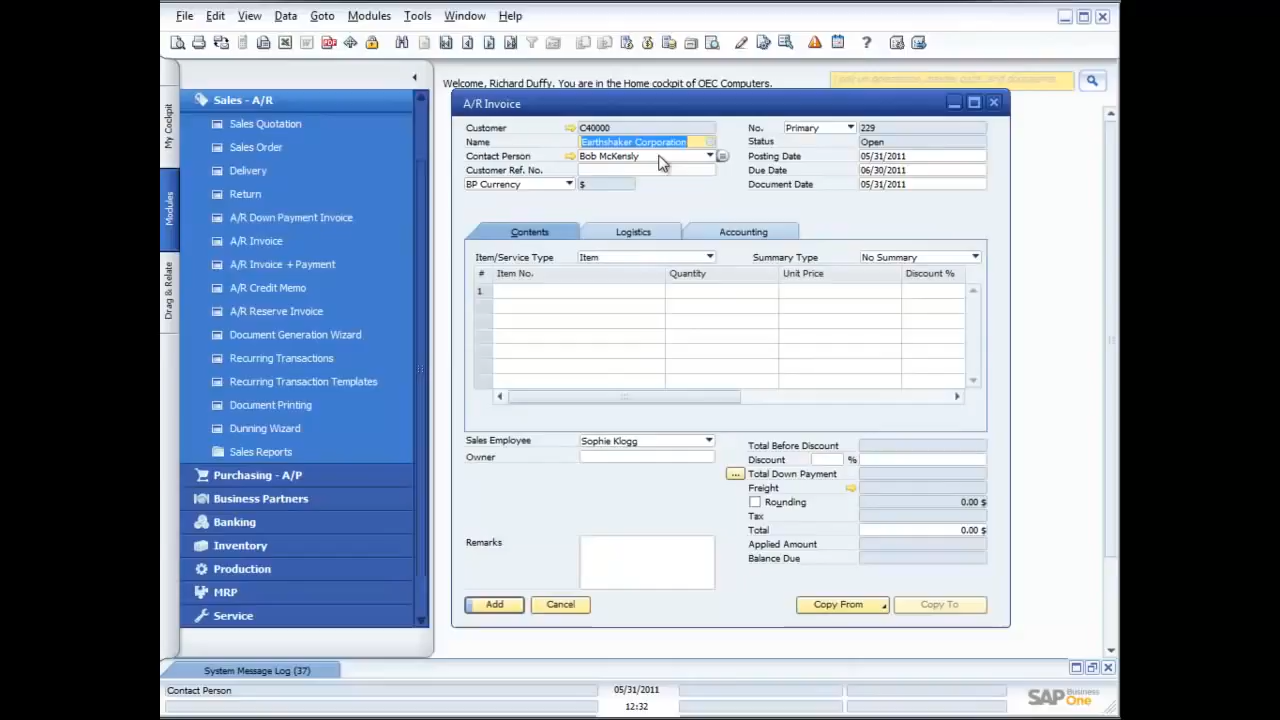 File Edit View Data Goto Modules Tools Window Help
Welcome, Richard Duffy. You are in the Home cockpit of OEC Computers.
My Cockpit
Modules
Drag & Relate
Sales - A/R
Sales Quotation
Sales Order
Delivery
Return
A/R Down Payment Invoice
A/R Invoice
A/R Invoice + Payment
A/R Credit Memo
A/R Reserve Invoice
Document Generation Wizard
Recurring Transactions
Recurring Transaction Templates
Document Printing
Dunning Wizard
Sales Reports
Purchasing - A/P
Business Partners
Banking
Inventory
Production
MRP
Service
A/R Invoice
Customer C40000 No. Primary 229
Name Earthshaker Corporation Status Open
Contact Person Bob McKensly Posting Date 05/31/2011
Customer Ref. No. Due Date 06/30/2011
BP Currency $ Document Date 05/31/2011
Contents Logistics Accounting
Item/Service Type Item Summary Type No Summary
# Item No. Quantity Unit Price Discount %
1
Sales Employee Sophie Klogg
Owner
Total Before Discount
Discount %
... Total Down Payment
Freight
Rounding 0.00 $
Tax
Total 0.00 $
Applied Amount
Balance Due
Remarks
Add Cancel Copy From Copy To
System Message Log (37)
Contact Person 05/31/2011
12:32
SAP Business One